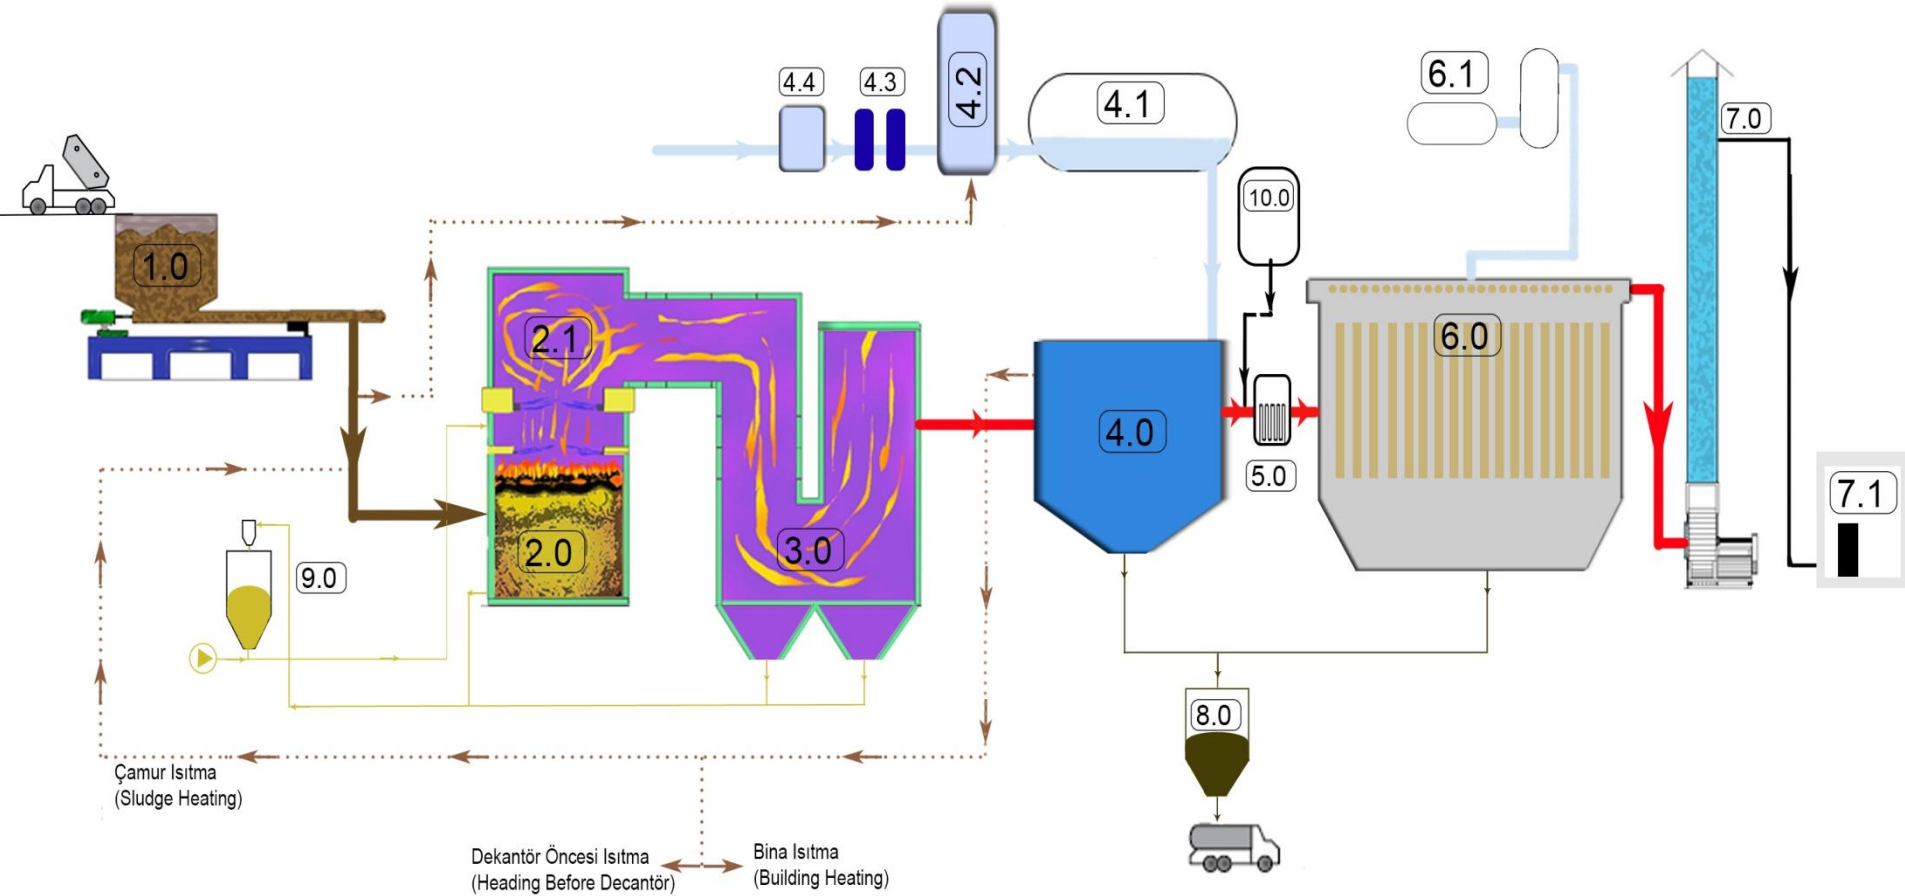 4.4
4.3
4.2
4.1
6.1
7.0
10.0
1.0
2.1
6.0
4.0
5.0
7.1
2.0
3.0
9.0
8.0
Çamur Isıtma
(Sludge Heating)
Dekantör Öncesi Isıtma
(Heading Before Decantör)
Bina Isıtma
(Building Heating)